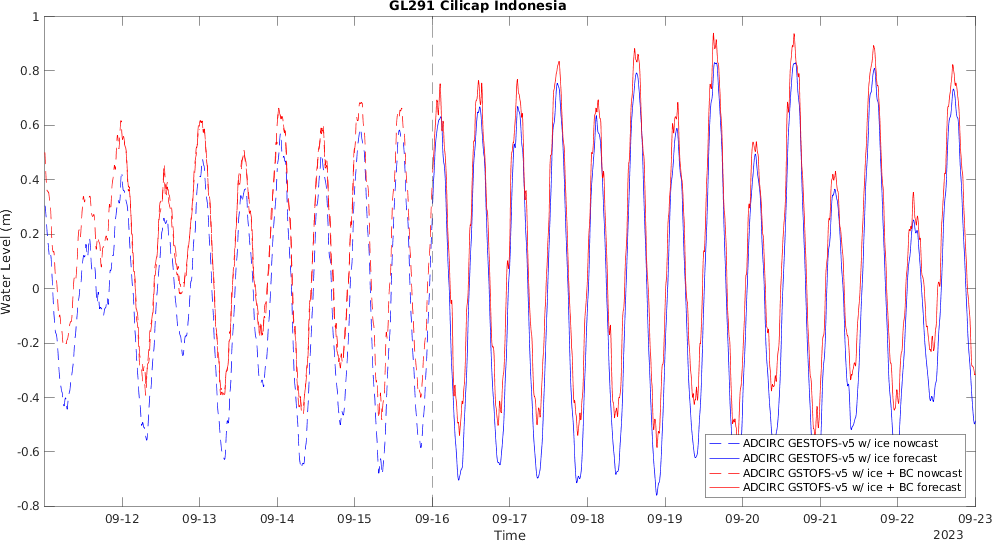 GL291 Cilicap Indonesia
1
0.8
0.6
0.4
0.2
0
-0.2
-0.4
-0.6
-0.8
Water Level (m)
09-12 09-13 09-14 09-15 09-16 09-17 09-18 09-19 09-20 09-21 09-22 09-23
Time
2023
ADCIRC GESTOFS-v5 w/ ice nowcast
ADCIRC GESTOFS-v5 w/ ice forecast
ADCIRC GSTOFS-v5 w/ ice + BC nowcast
ADCIRC GSTOFS-v5 w/ ice + BC forecast